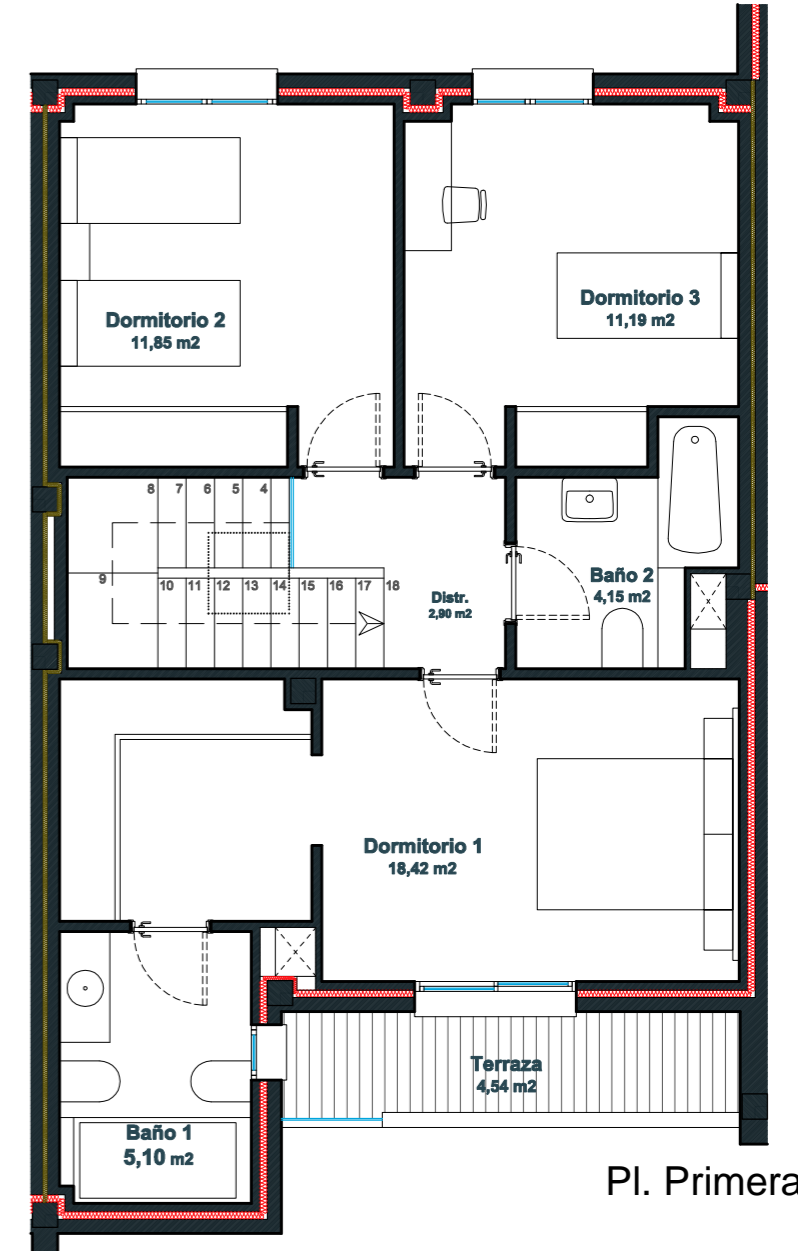 Dormitorio 2
11,85 m2
Dormitorio 3
11,19 m2
8 7 6 5 4
9
10 11 12 13 14 15 16 17 18
Distr.
2,90 m2
Baño 2
4,15 m2
Dormitorio 1
18,42 m2
Terraza
4,54 m2
Baño 1
5,10 m2
Pl. Primera